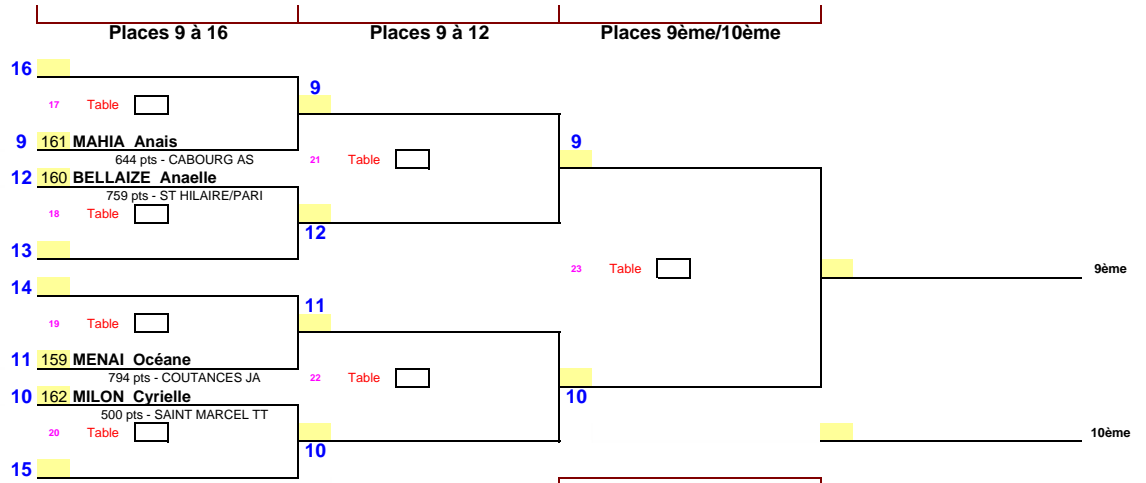 Places 9 à 16 Places 9 à 12 Places 9ème/10ème
16
9
17 Table
9
9 161 MAHIA Anais
644 pts - CABOURG AS
21 Table
12 160 BELLAIZE Anaelle
759 pts - ST HILAIRE/PARI
18 Table
12
13
23 Table
9ème
14
11
19 Table
11 159 MENAI Océane
794 pts - COUTANCES JA
22 Table
10 162 MILON Cyrielle
10
500 pts - SAINT MARCEL TT
20 Table
10ème
10
15